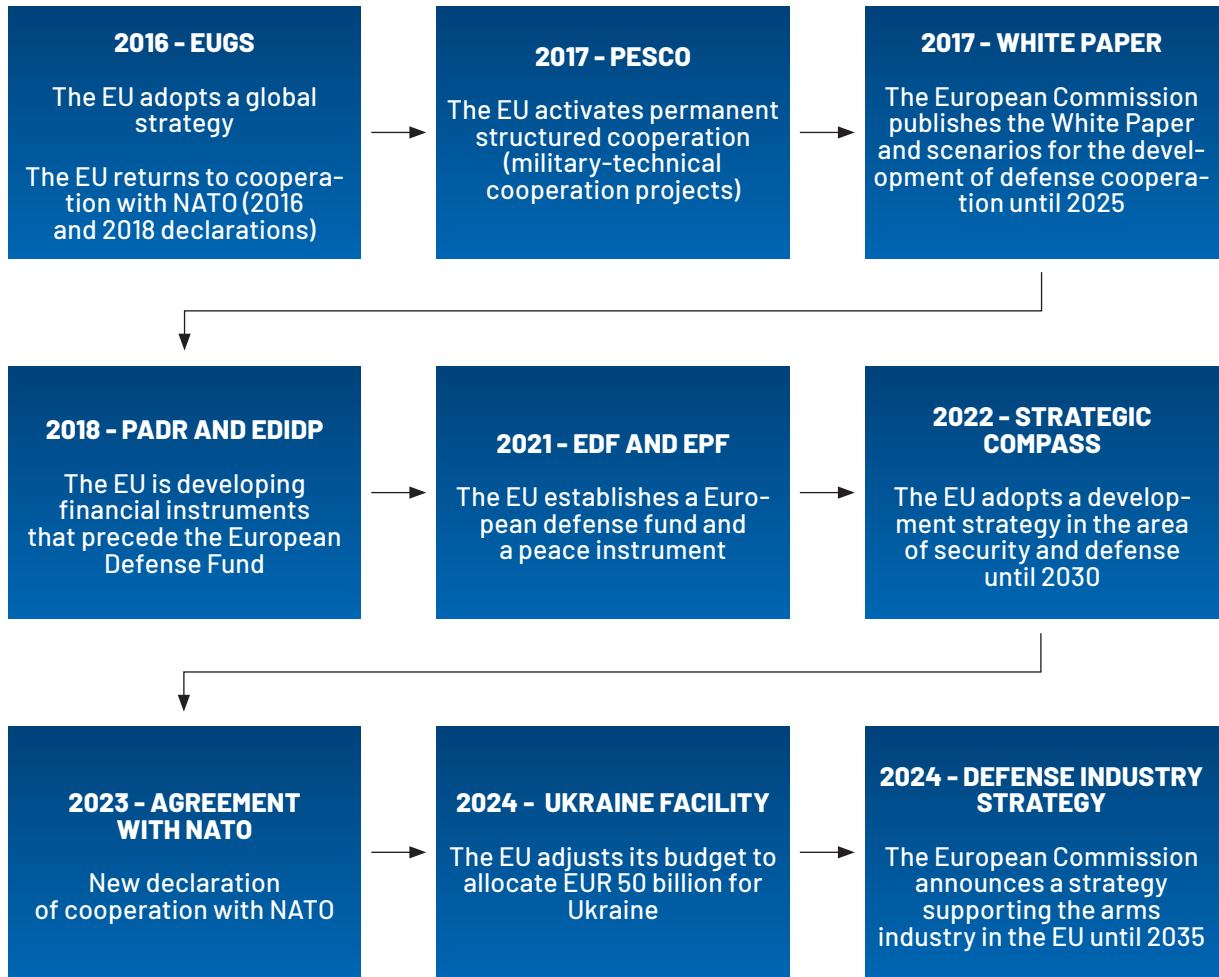 2016 - EUGS
The EU adopts a global
strategy
The EU returns to coopera-
tion with NATO (2016
and 2018 declarations)
2017 - PESCO
The EU activates permanent
structured cooperation
(military-technical
cooperation projects)
2017 - WHITE PAPER
The European Commission
publishes the White Paper
and scenarios for the devel-
opment of defense coopera-
tion until 2025
2018 - PADR AND EDIDP
The EU is developing
financial instruments
that precede the European
Defense Fund
2021 - EDF AND EPF
The EU establishes a Euro-
pean defense fund and
a peace instrument
2022 - STRATEGIC
COMPASS
The EU adopts a develop-
ment strategy in the area
of security and defense
until 2030
2023 - AGREEMENT
WITH NATO
New declaration
of cooperation with NATO
2024 - UKRAINE FACILITY
The EU adjusts its budget to
allocate EUR 50 billion for
Ukraine
2024 - DEFENSE INDUSTRY
STRATEGY
The European Commission
announces a strategy
supporting the arms
industry in the EU until 2035